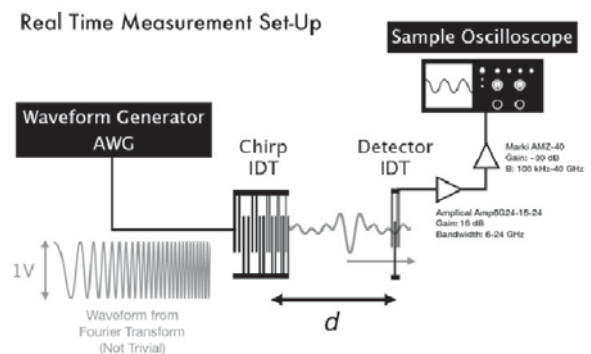 Real Time Measurement Set-Up
Sample Oscilloscope
Waveform Generator
AWG
Chirp
IDT
Detector
IDT
Marki AMZ-40
Gain: ~30 dB
B: 100 kHz-40 GHz
Amplical Amp6G24-15-24
Gain: 15 dB
Bandwidth: 6-24 GHz
1V
d
Waveform from
Fourier Transform
(Not Trivial)